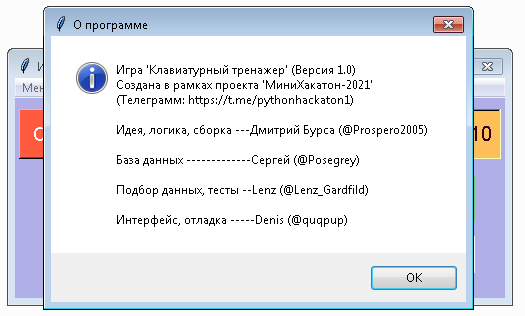 О программе
Игра 'Клавиатурный тренажер' (Версия 1.0)
Создана в рамках проекта 'МиниХакатон-2021'
(Телеграмм: https://t.me/pythonhackaton1)
Идея, логика, сборка ---Дмитрий Бурса (@Prospero2005)
База данных -------------Сергей (@Posegrey)
Подбор данных, тесты --Lenz (@Lenz_Gardfild)
Интерфейс, отладка -----Denis (@quqpup)
OK
10